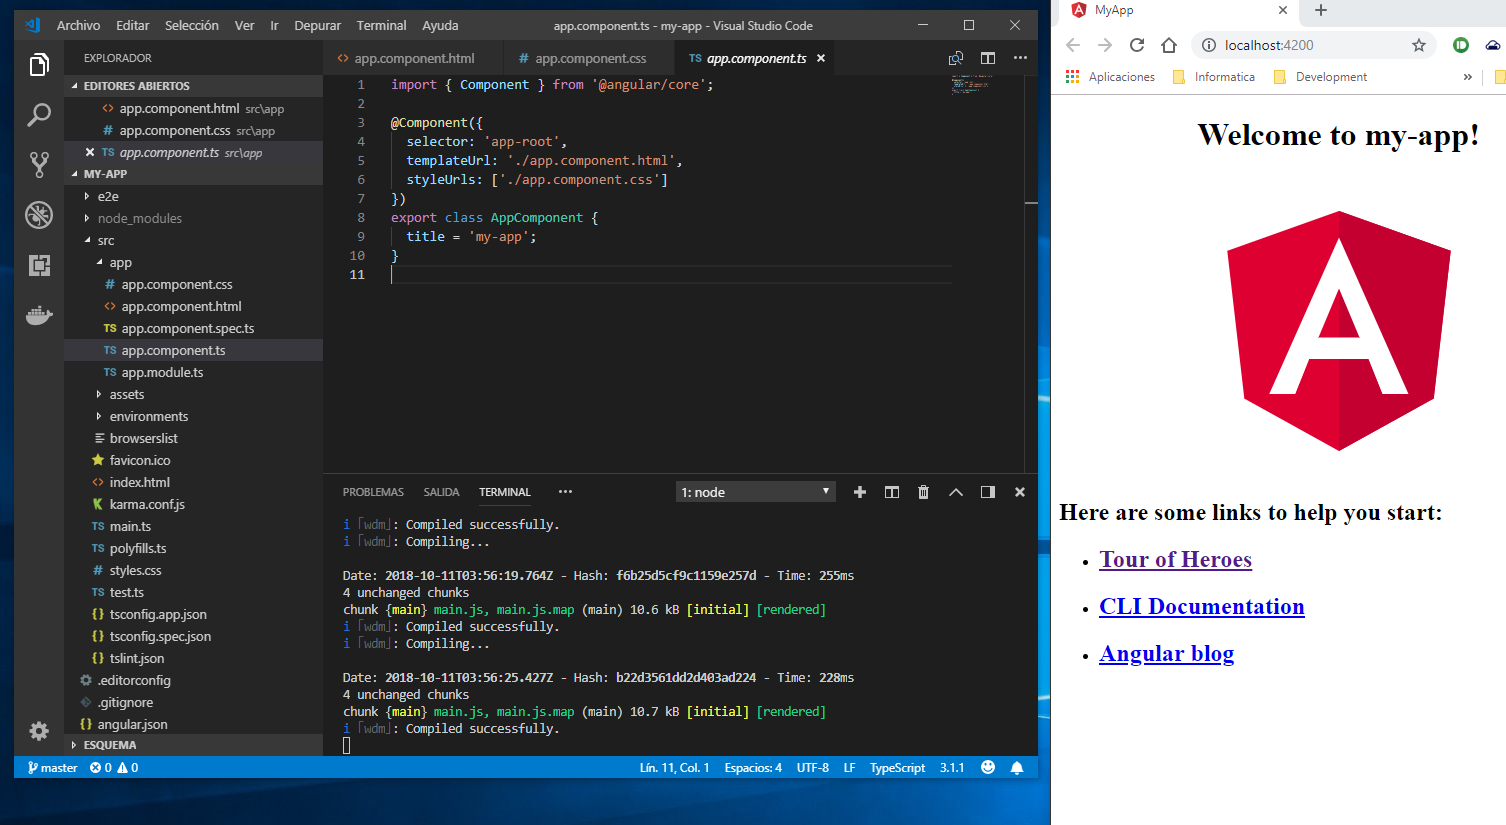 Archivo Editar Selección Ver Ir Depurar Terminal Ayuda app.component.ts - my-app - Visual Studio Code
EXPLORADOR
EDITORES ABIERTOS
app.component.html src\app
app.component.css src\app
TS app.component.ts src\app
MY-APP
e2e
node_modules
src
app
# app.component.css
<> app.component.html
TS app.component.spec.ts
TS app.component.ts
TS app.module.ts
assets
environments
browserslist
favicon.ico
<> index.html
K karma.conf.js
TS main.ts
TS polyfills.ts
# styles.css
TS test.ts
{} tsconfig.app.json
{} tsconfig.spec.json
{} tslint.json
.editorconfig
.gitignore
{} angular.json
ESQUEMA
<> app.component.html # app.component.css TS app.component.ts
1 import { Component } from '@angular/core';
2
3 @Component({
4 selector: 'app-root',
5 templateUrl: './app.component.html',
6 styleUrls: ['./app.component.css']
7 })
8 export class AppComponent {
9 title = 'my-app';
10 }
11
PROBLEMAS SALIDA TERMINAL ••• 1: node
i ｢wdm｣: Compiled successfully.
i ｢wdm｣: Compiling...
Date: 2018-10-11T03:56:19.764Z - Hash: f6b25d5cf9c1159e257d - Time: 255ms
4 unchanged chunks
chunk {main} main.js, main.js.map (main) 10.6 kB [initial] [rendered]
i ｢wdm｣: Compiled successfully.
i ｢wdm｣: Compiling...
Date: 2018-10-11T03:56:25.427Z - Hash: b22d3561dd2d403ad224 - Time: 228ms
4 unchanged chunks
chunk {main} main.js, main.js.map (main) 10.7 kB [initial] [rendered]
i ｢wdm｣: Compiled successfully.
master 0 0 Lín. 11, Col. 1 Espacios: 4 UTF-8 LF TypeScript 3.1.1
MyApp
localhost:4200
Aplicaciones Informatica Development »
Welcome to my-app!
A
Here are some links to help you start:
• Tour of Heroes
• CLI Documentation
• Angular blog